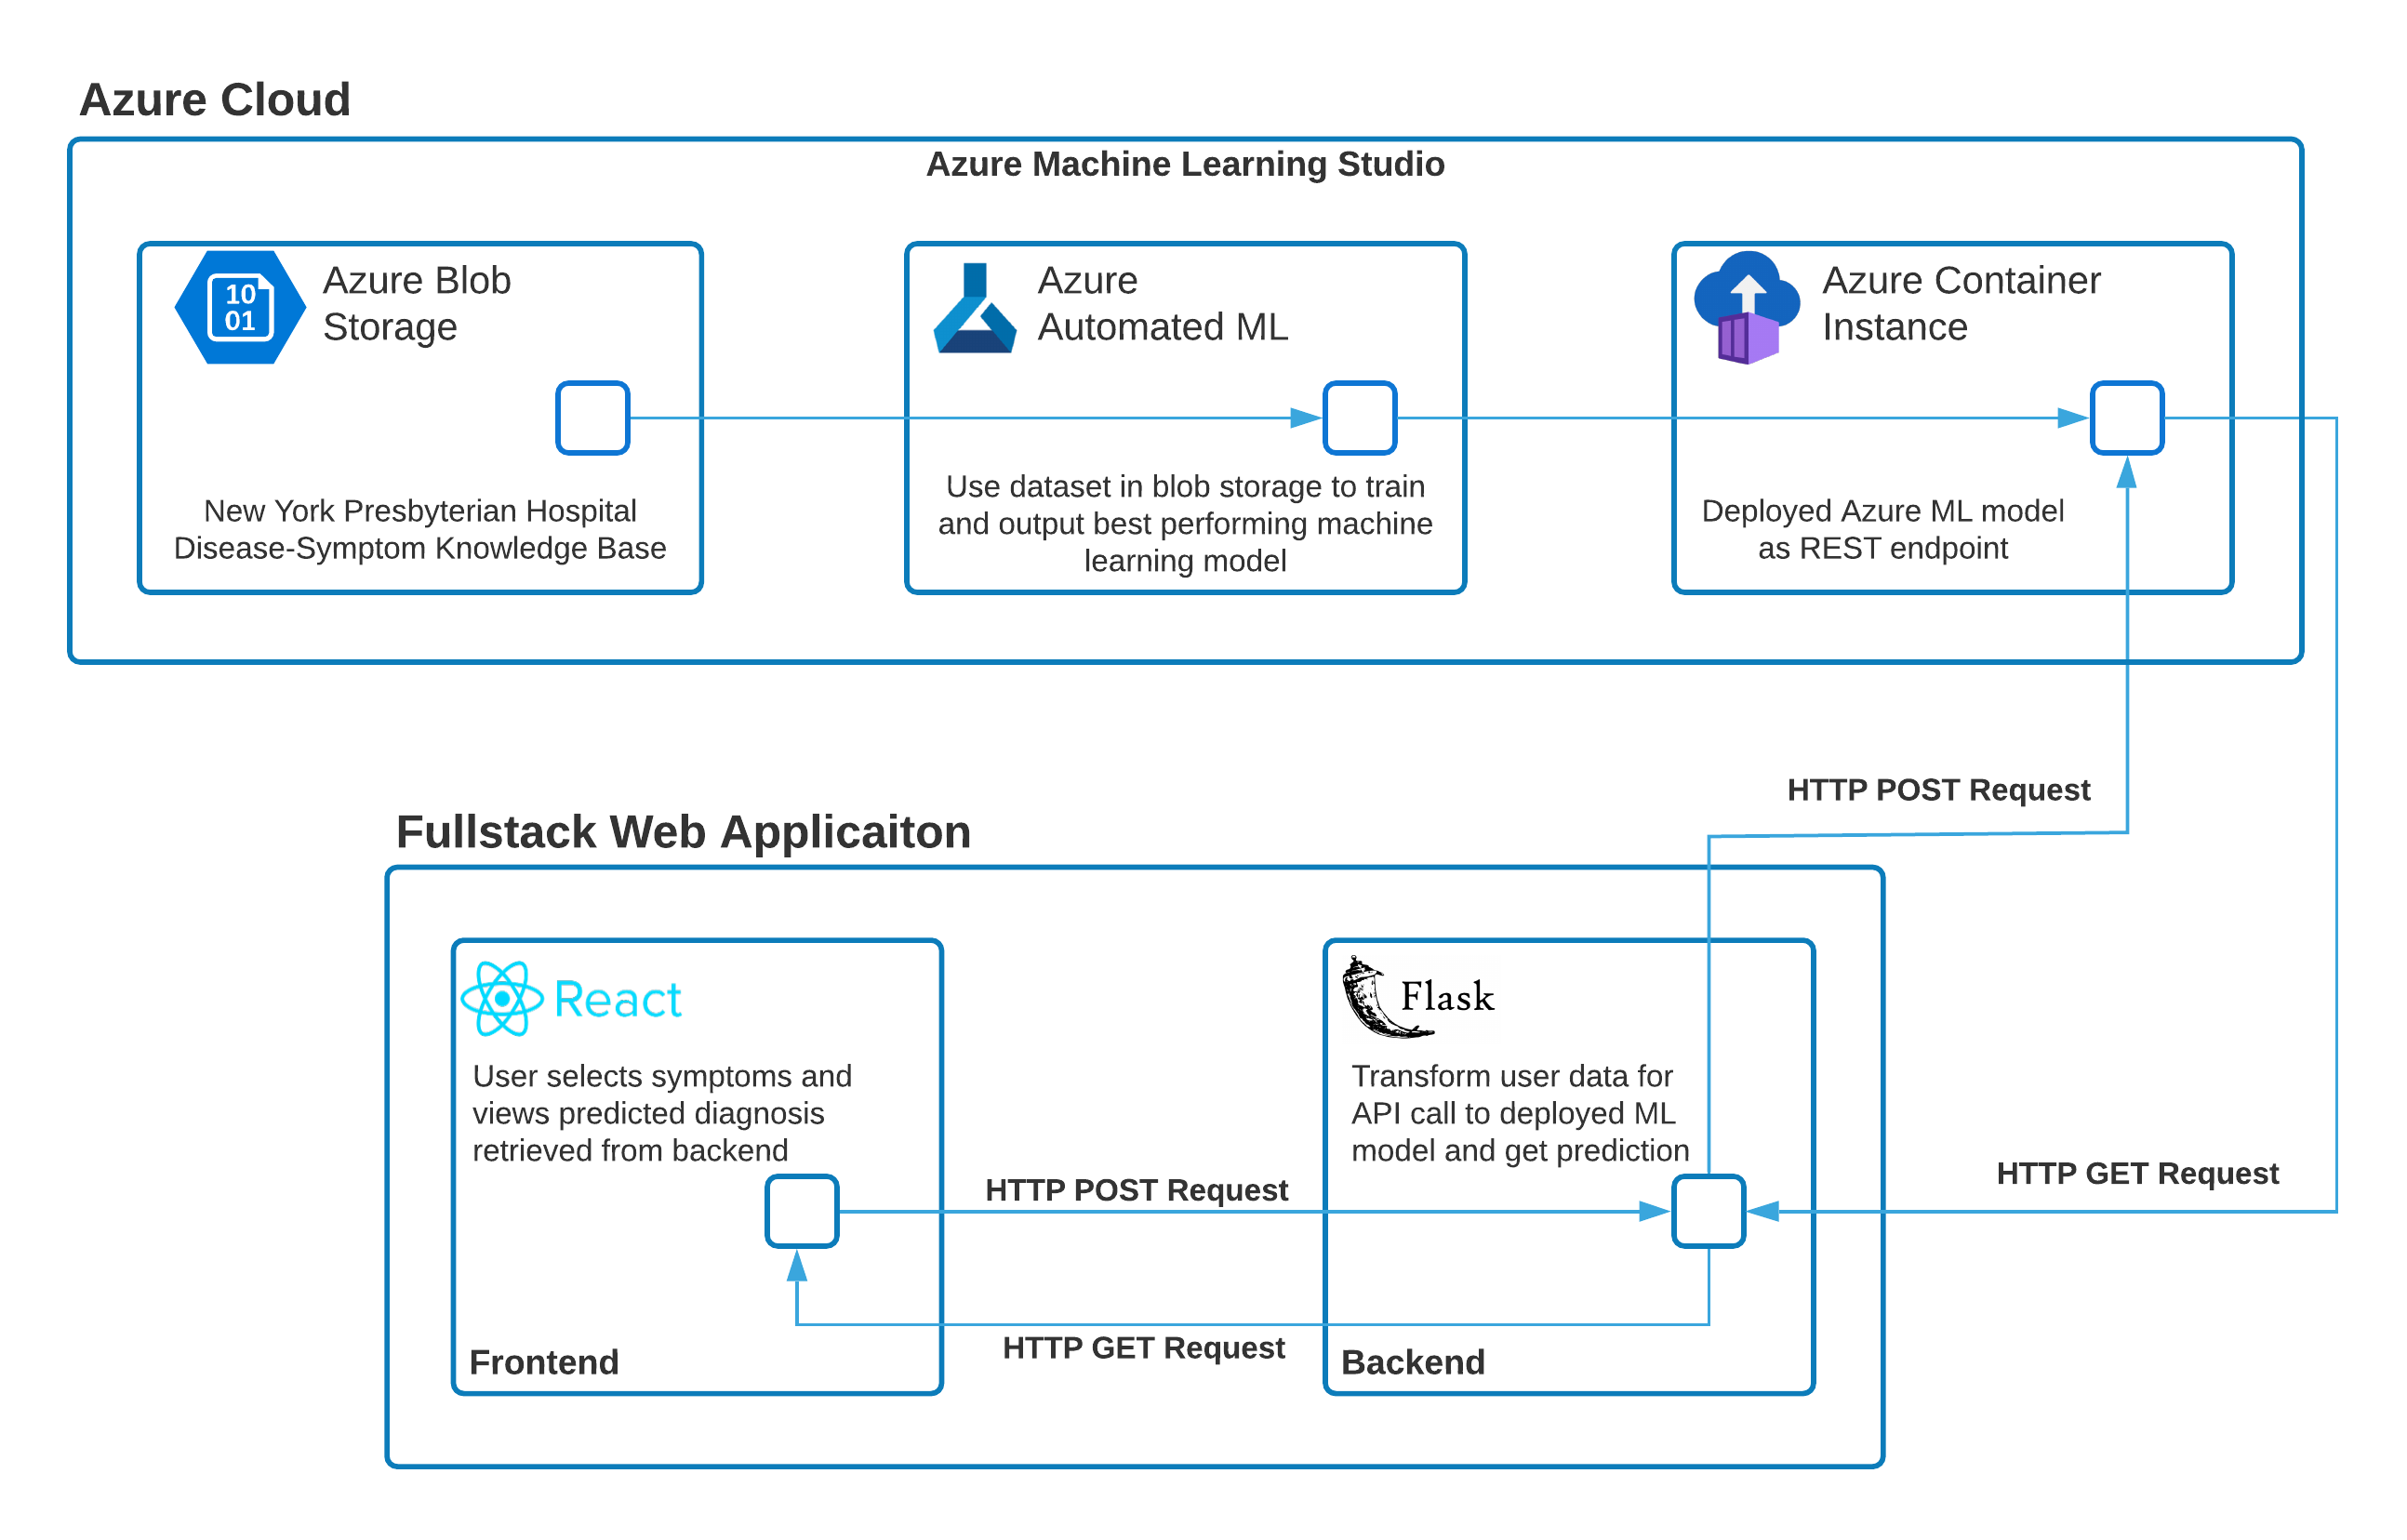 Azure Cloud
Azure Machine Learning Studio
10
01
Azure Blob
Storage
New York Presbyterian Hospital
Disease-Symptom Knowledge Base
Azure
Automated ML
Use dataset in blob storage to train
and output best performing machine
learning model
Azure Container
Instance
Deployed Azure ML model
as REST endpoint
HTTP POST Request
Fullstack Web Applicaiton
React
User selects symptoms and
views predicted diagnosis
retrieved from backend
Frontend
HTTP POST Request
HTTP GET Request
Flask
Transform user data for
API call to deployed ML
model and get prediction
Backend
HTTP GET Request